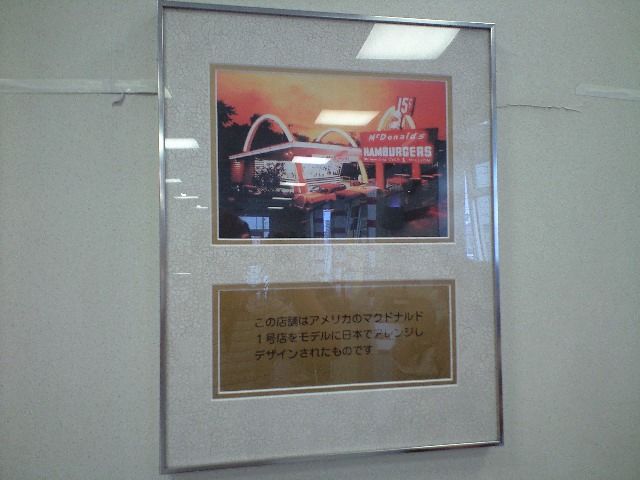 15¢
McDonald's
HAMBURGERS
この店舗はアメリカのマクドナルド
1号店をモデルに日本でアレンジし
デザインされたものです